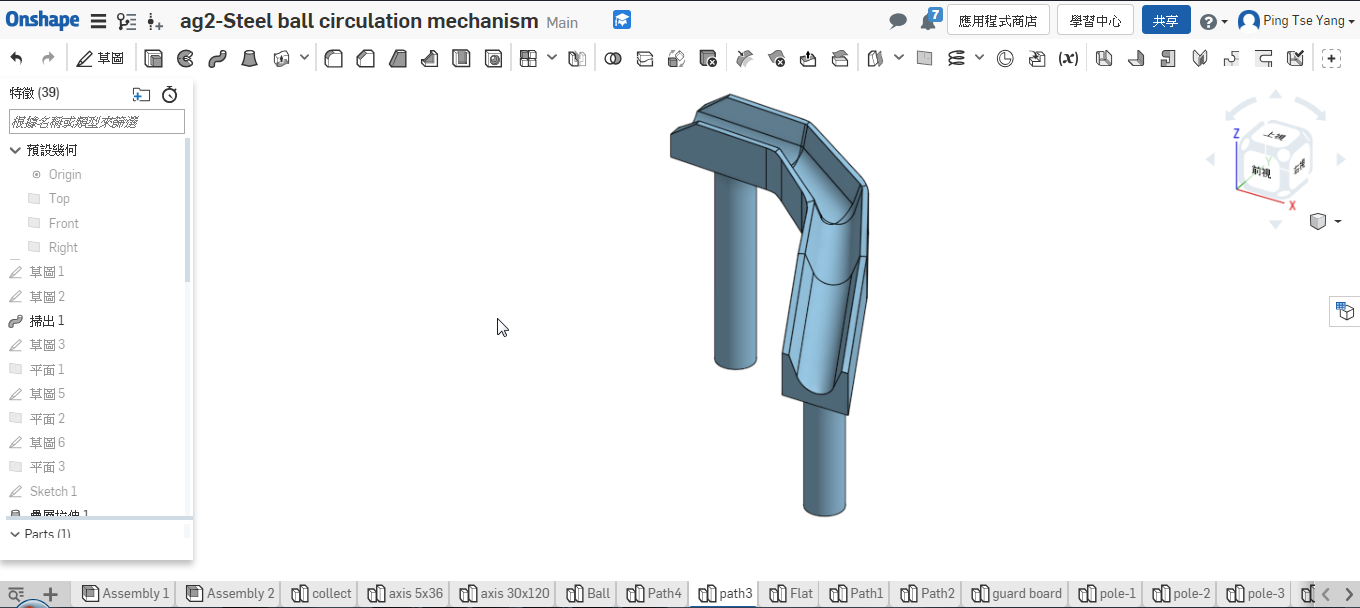 Onshape ag2-Steel ball circulation mechanism Main 7 應用程式商店 學習中心 共享 Ping Tse Yang
草圖 (x)
特徵 (39)
根據名稱或類型來篩選
預設幾何
Origin
Top
Front
Right
草圖 1
草圖 2
掃出 1
草圖 3
平面 1
草圖 5
平面 2
草圖 6
平面 3
Sketch 1
疊層拉伸 1
Parts (1)
Z
上視
前視
右視
Y
X
Assembly 1 Assembly 2 collect axis 5x36 axis 30x120 Ball Path4 path3 Flat Path1 Path2 guard board pole-1 pole-2 pole-3